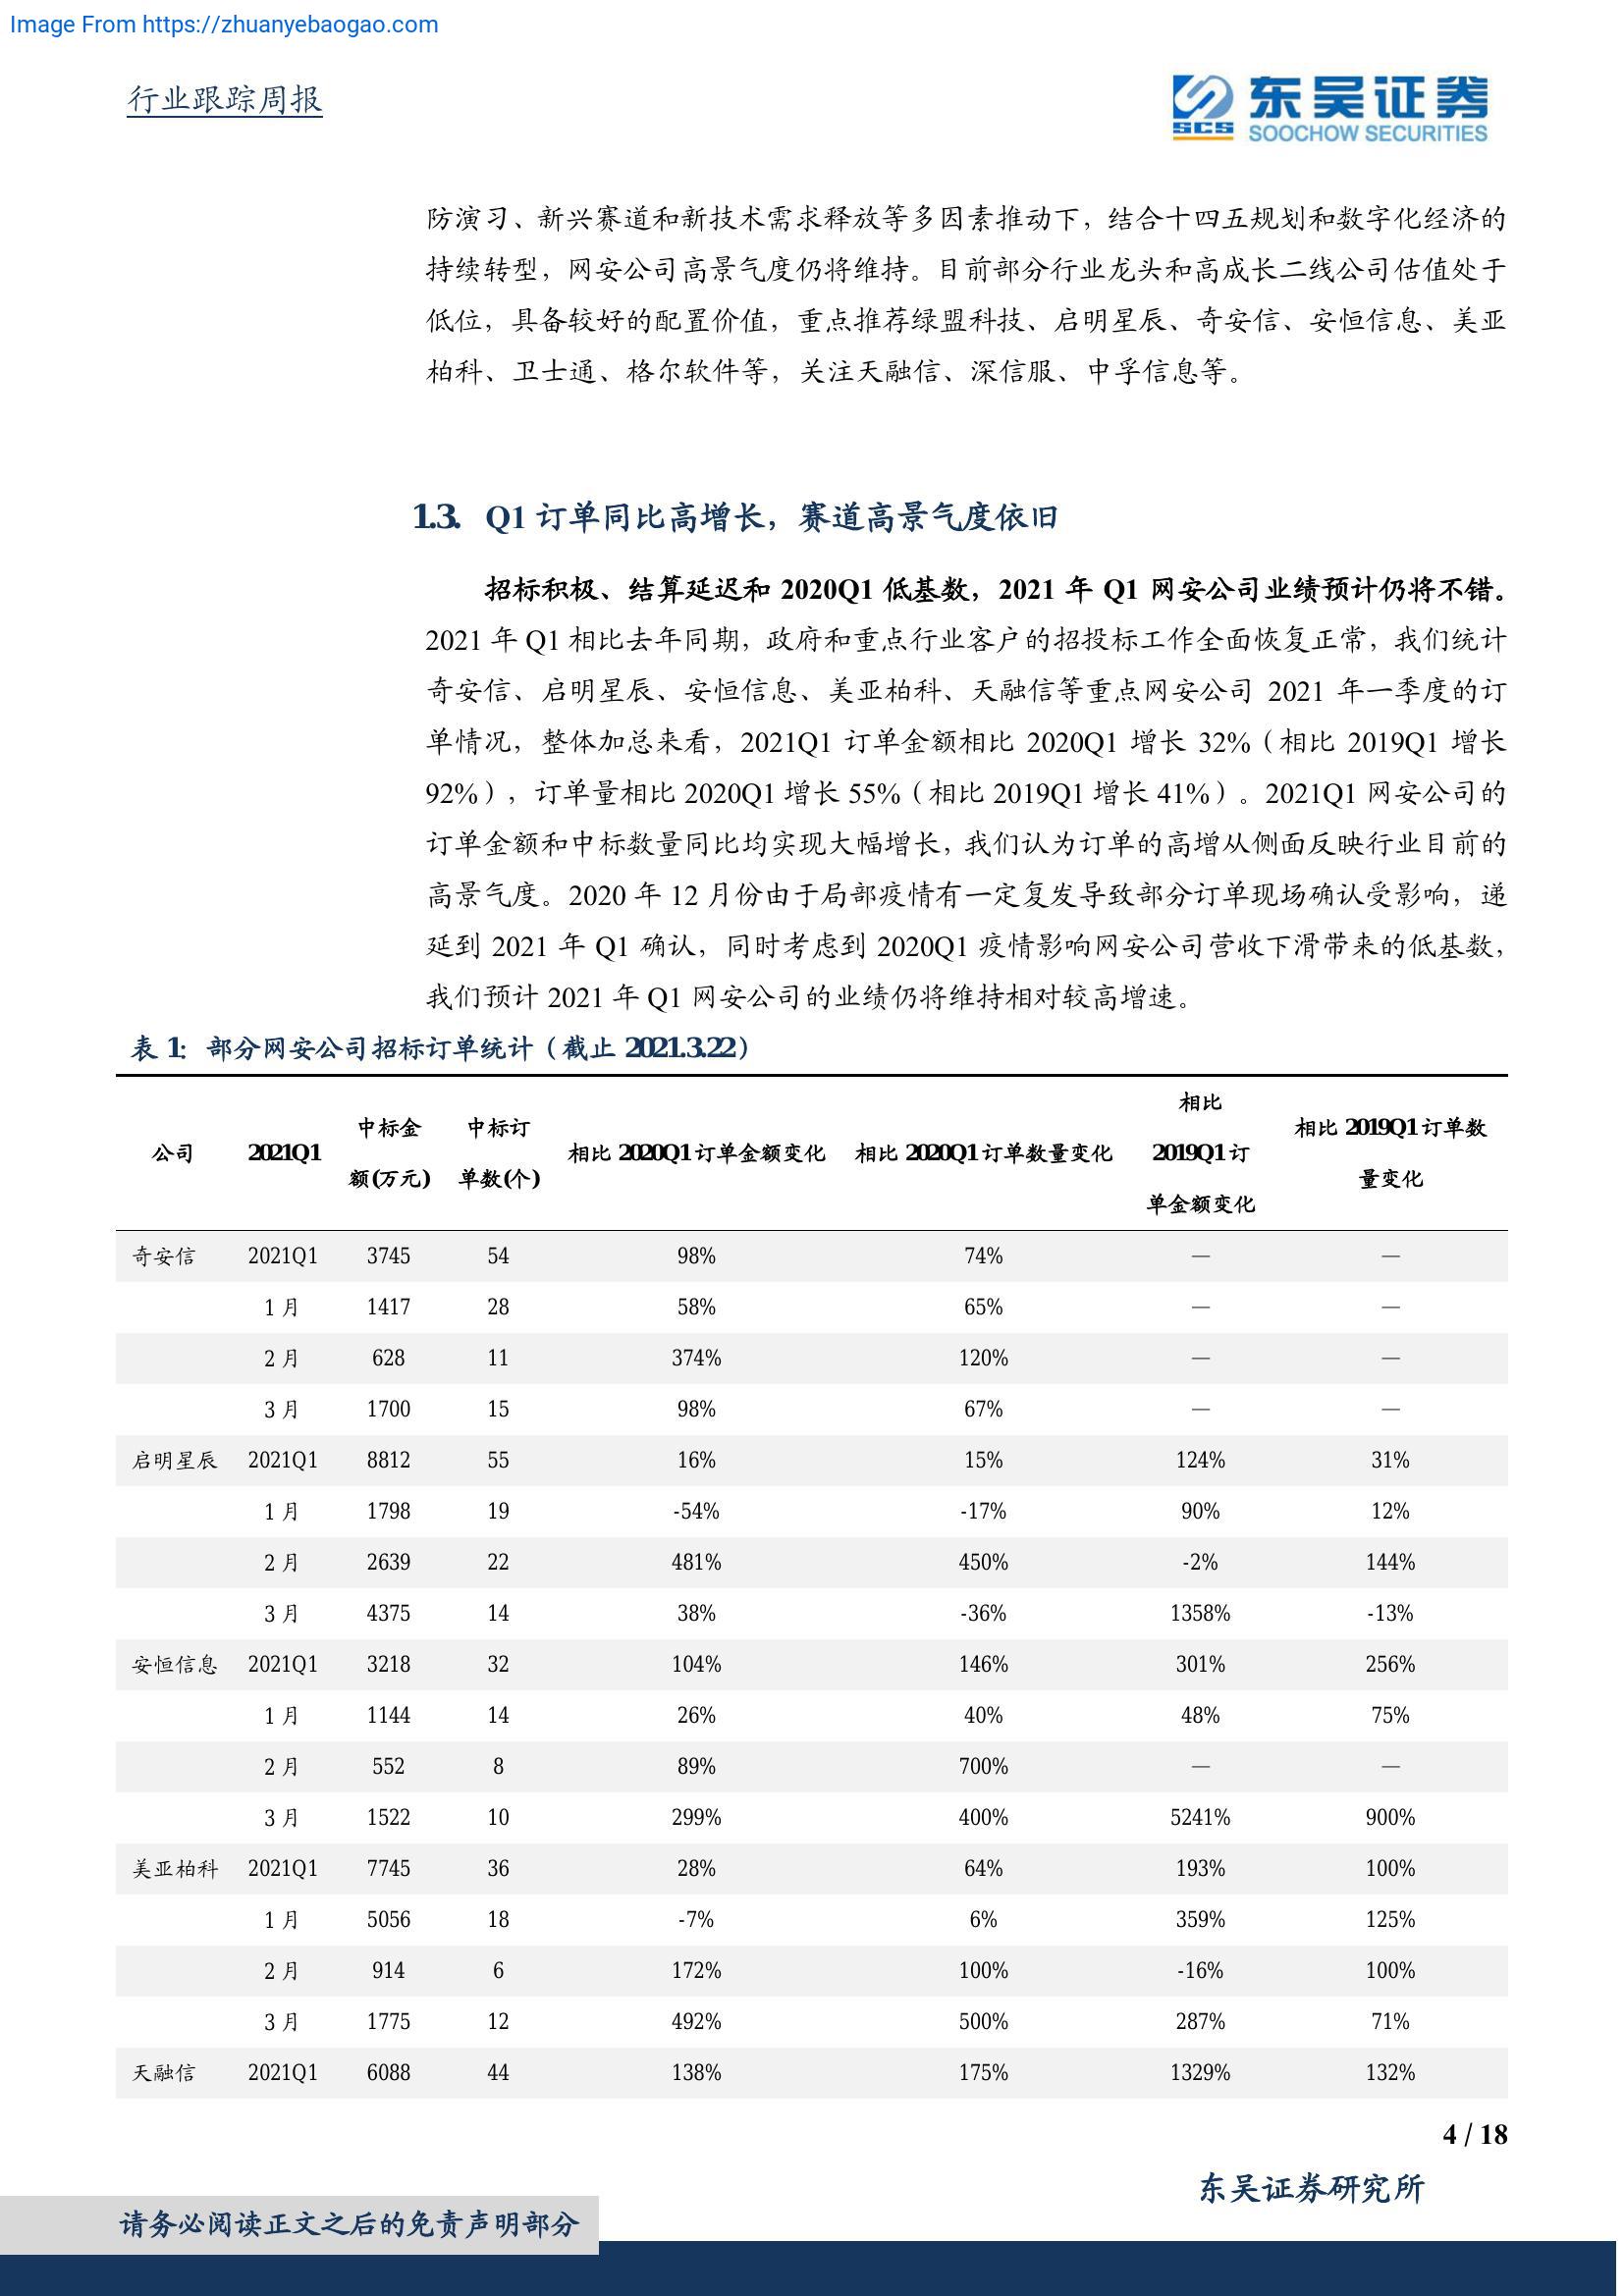 Image From https://zhuanyebaogao.com
行业跟踪周报
SCS 东吴证券
SOOCHOW SECURITIES
防演习、新兴赛道和新技术需求释放等多因素推动下，结合十四五规划和数字化经济的
持续转型，网安公司高景气度仍将维持。目前部分行业龙头和高成长二线公司估值处于
低位，具备较好的配置价值，重点推荐绿盟科技、启明星辰、奇安信、安恒信息、美亚
柏科、卫士通、格尔软件等，关注天融信、深信服、中孚信息等。
1.3. Q1 订单同比高增长，赛道高景气度依旧
招标积极、结算延迟和 2020Q1 低基数，2021 年 Q1 网安公司业绩预计仍将不错。
2021 年 Q1 相比去年同期，政府和重点行业客户的招投标工作全面恢复正常，我们统计
奇安信、启明星辰、安恒信息、美亚柏科、天融信等重点网安公司 2021 年一季度的订
单情况，整体加总来看，2021Q1 订单金额相比 2020Q1 增长 32%（相比 2019Q1 增长
92%），订单量相比 2020Q1 增长 55%（相比 2019Q1 增长 41%）。2021Q1 网安公司的
订单金额和中标数量同比均实现大幅增长，我们认为订单的高增从侧面反映行业目前的
高景气度。2020 年 12 月份由于局部疫情有一定复发导致部分订单现场确认受影响，递
延到 2021 年 Q1 确认，同时考虑到 2020Q1 疫情影响网安公司营收下滑带来的低基数，
我们预计 2021 年 Q1 网安公司的业绩仍将维持相对较高增速。
表 1： 部分网安公司招标订单统计（截止 2021.3.22）
公司 2021Q1 中标金额(万元) 中标订单数(个) 相比 2020Q1 订单金额变化 相比 2020Q1 订单数量变化 相比 2019Q1 订单金额变化 相比 2019Q1 订单数量变化
奇安信 2021Q1 3745 54 98% 74% — —
1 月 1417 28 58% 65% — —
2 月 628 11 374% 120% — —
3 月 1700 15 98% 67% — —
启明星辰 2021Q1 8812 55 16% 15% 124% 31%
1 月 1798 19 -54% -17% 90% 12%
2 月 2639 22 481% 450% -2% 144%
3 月 4375 14 38% -36% 1358% -13%
安恒信息 2021Q1 3218 32 104% 146% 301% 256%
1 月 1144 14 26% 40% 48% 75%
2 月 552 8 89% 700% — —
3 月 1522 10 299% 400% 5241% 900%
美亚柏科 2021Q1 7745 36 28% 64% 193% 100%
1 月 5056 18 -7% 6% 359% 125%
2 月 914 6 172% 100% -16% 100%
3 月 1775 12 492% 500% 287% 71%
天融信 2021Q1 6088 44 138% 175% 1329% 132%
4 / 18
东吴证券研究所
请务必阅读正文之后的免责声明部分